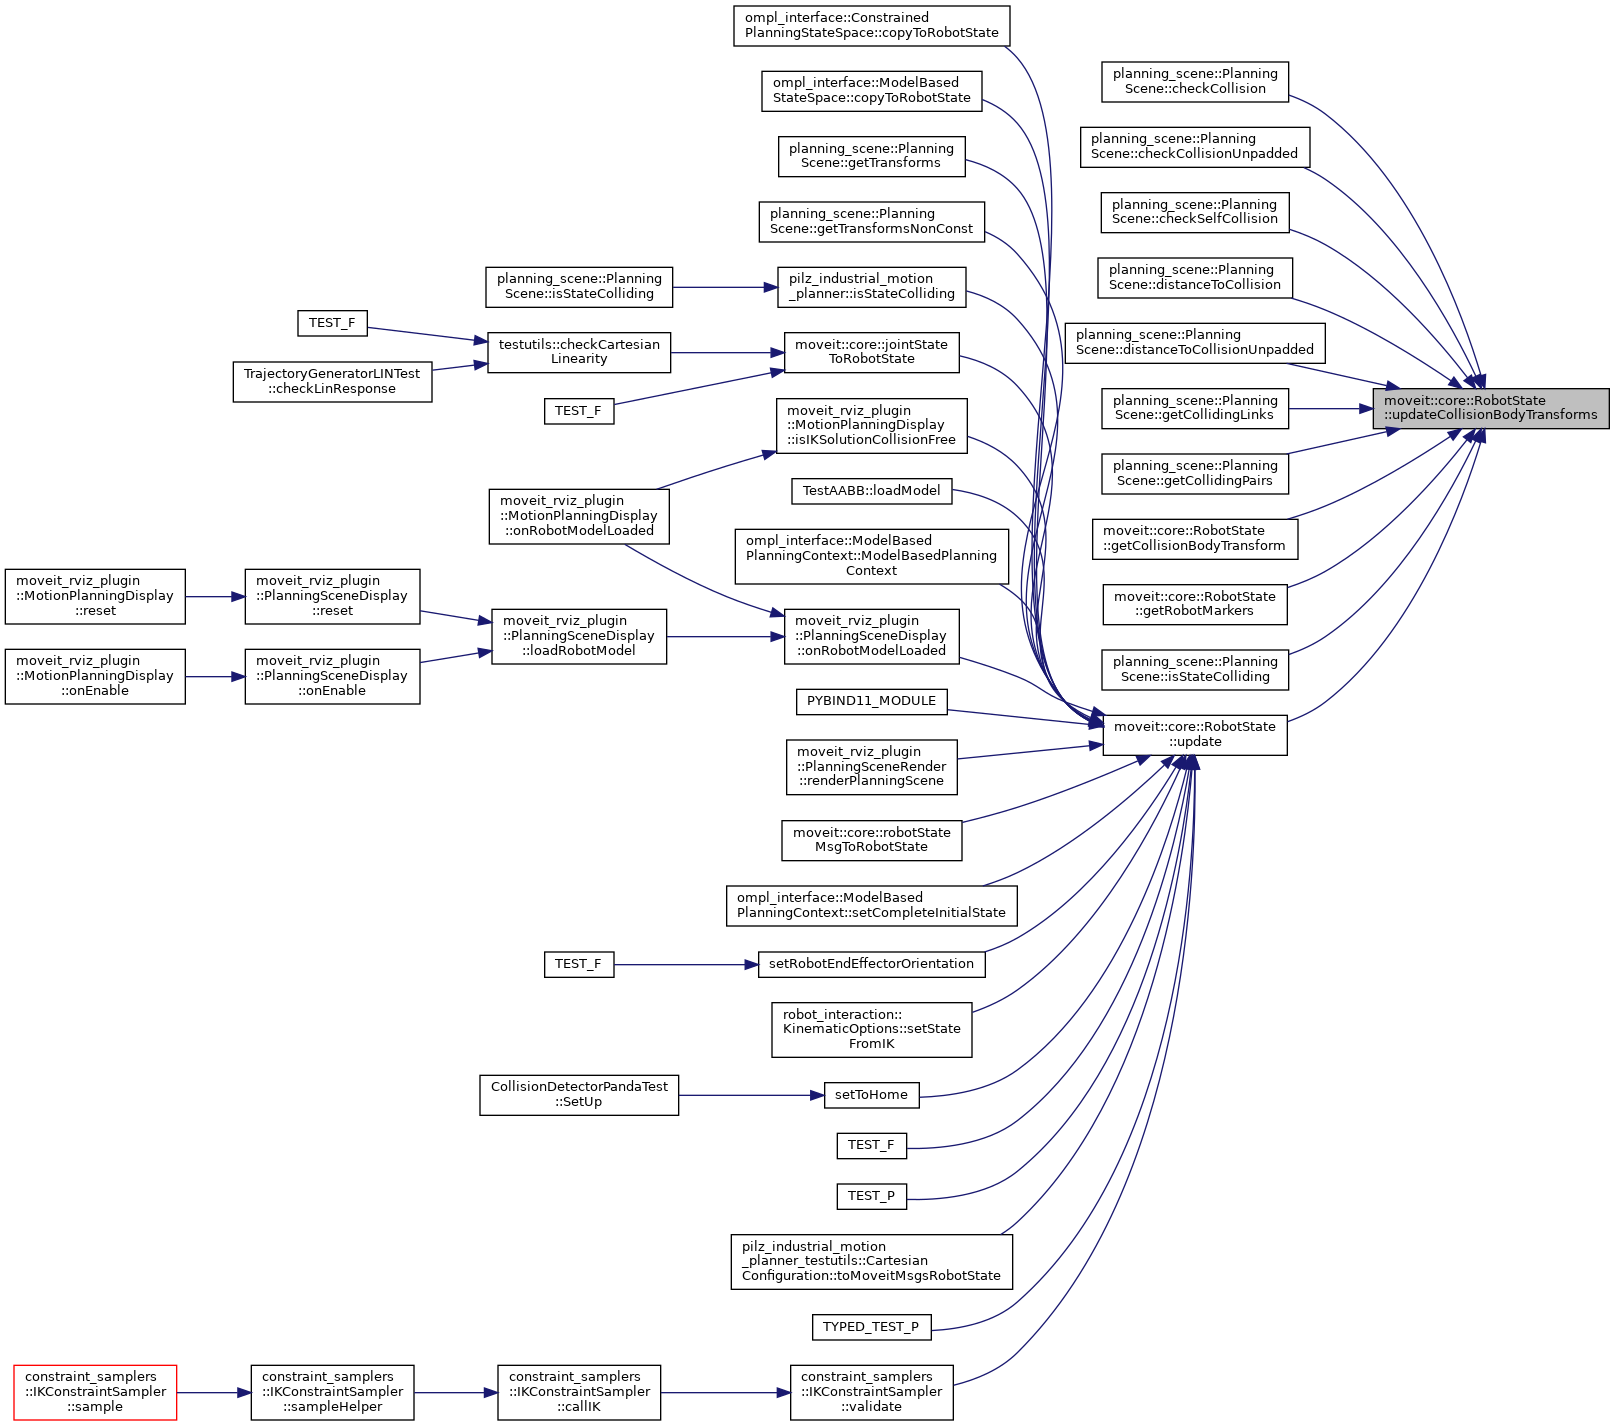 ompl_interface::Constrained
PlanningStateSpace::copyToRobotState
ompl_interface::ModelBased
StateSpace::copyToRobotState
planning_scene::Planning
Scene::getTransforms
planning_scene::Planning
Scene::getTransformsNonConst
planning_scene::Planning
Scene::isStateColliding
pilz_industrial_motion
_planner::isStateColliding
TEST_F
TrajectoryGeneratorLINTest
::checkLinResponse
testutils::checkCartesian
Linearity
moveit::core::jointState
ToRobotState
TEST_F
moveit_rviz_plugin
::MotionPlanningDisplay
::isIKSolutionCollisionFree
moveit_rviz_plugin
::MotionPlanningDisplay
::onRobotModelLoaded
TestAABB::loadModel
ompl_interface::ModelBased
PlanningContext::ModelBasedPlanning
Context
moveit_rviz_plugin
::MotionPlanningDisplay
::reset
moveit_rviz_plugin
::PlanningSceneDisplay
::reset
moveit_rviz_plugin
::MotionPlanningDisplay
::onEnable
moveit_rviz_plugin
::PlanningSceneDisplay
::onEnable
moveit_rviz_plugin
::PlanningSceneDisplay
::loadRobotModel
moveit_rviz_plugin
::PlanningSceneDisplay
::onRobotModelLoaded
PYBIND11_MODULE
moveit_rviz_plugin
::PlanningSceneRender
::renderPlanningScene
moveit::core::robotState
MsgToRobotState
ompl_interface::ModelBased
PlanningContext::setCompleteInitialState
TEST_F
setRobotEndEffectorOrientation
robot_interaction::
KinematicOptions::setState
FromIK
CollisionDetectorPandaTest
::SetUp
setToHome
TEST_F
TEST_P
pilz_industrial_motion
_planner_testutils::Cartesian
Configuration::toMoveitMsgsRobotState
TYPED_TEST_P
constraint_samplers
::IKConstraintSampler
::sample
constraint_samplers
::IKConstraintSampler
::sampleHelper
constraint_samplers
::IKConstraintSampler
::callIK
constraint_samplers
::IKConstraintSampler
::validate
planning_scene::Planning
Scene::checkCollision
planning_scene::Planning
Scene::checkCollisionUnpadded
planning_scene::Planning
Scene::checkSelfCollision
planning_scene::Planning
Scene::distanceToCollision
planning_scene::Planning
Scene::distanceToCollisionUnpadded
planning_scene::Planning
Scene::getCollidingLinks
planning_scene::Planning
Scene::getCollidingPairs
moveit::core::RobotState
::getCollisionBodyTransform
moveit::core::RobotState
::getRobotMarkers
planning_scene::Planning
Scene::isStateColliding
moveit::core::RobotState
::update
moveit::core::RobotState
::updateCollisionBodyTransforms